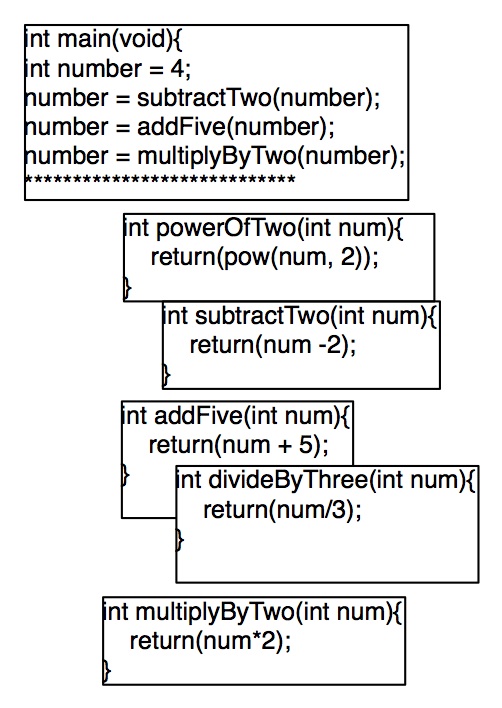 int main(void){
int number = 4;
number = subtractTwo(number);
number = addFive(number);
number = multiplyByTwo(number);
****************************
int powerOfTwo(int num){
return(pow(num, 2));
}
int subtractTwo(int num){
return(num -2);
}
int addFive(int num){
return(num + 5);
}
int divideByThree(int num){
return(num/3);
}
int multiplyByTwo(int num){
return(num*2);
}